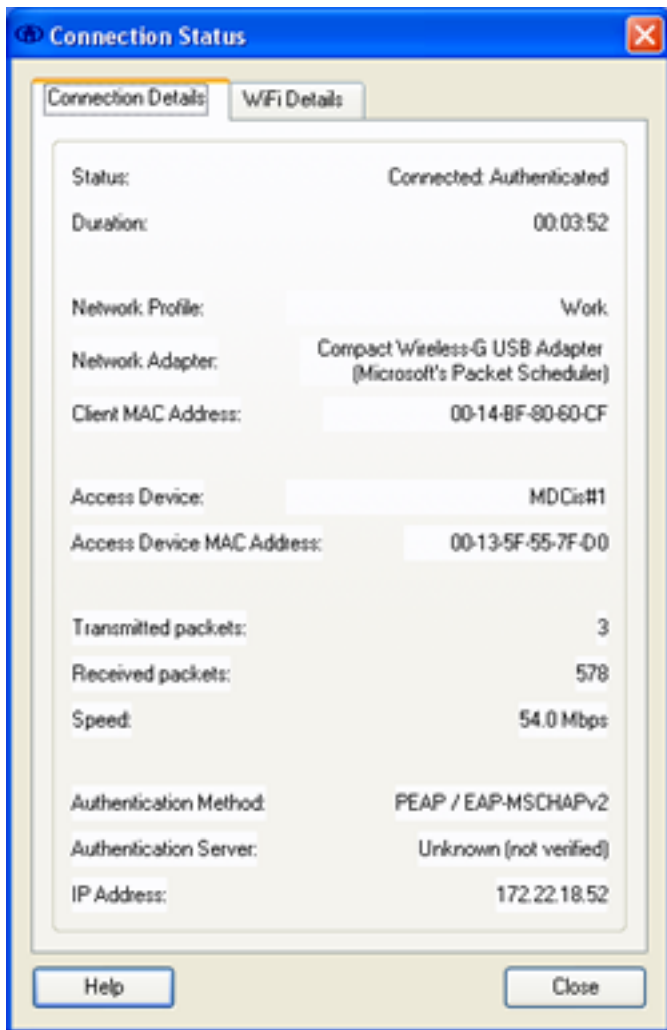 Connection Status
Connection Details WiFi Details
Status: Connected: Authenticated
Duration: 00:03:52
Network Profile: Work
Network Adapter: Compact Wireless-G USB Adapter
(Microsoft's Packet Scheduler)
Client MAC Address: 00-14-BF-80-60-CF
Access Device: MDCis#1
Access Device MAC Address: 00-13-5F-55-7F-D0
Transmitted packets: 3
Received packets: 578
Speed: 54.0 Mbps
Authentication Method: PEAP / EAP-MSCHAPv2
Authentication Server: Unknown (not verified)
IP Address: 172.22.18.52
Help Close